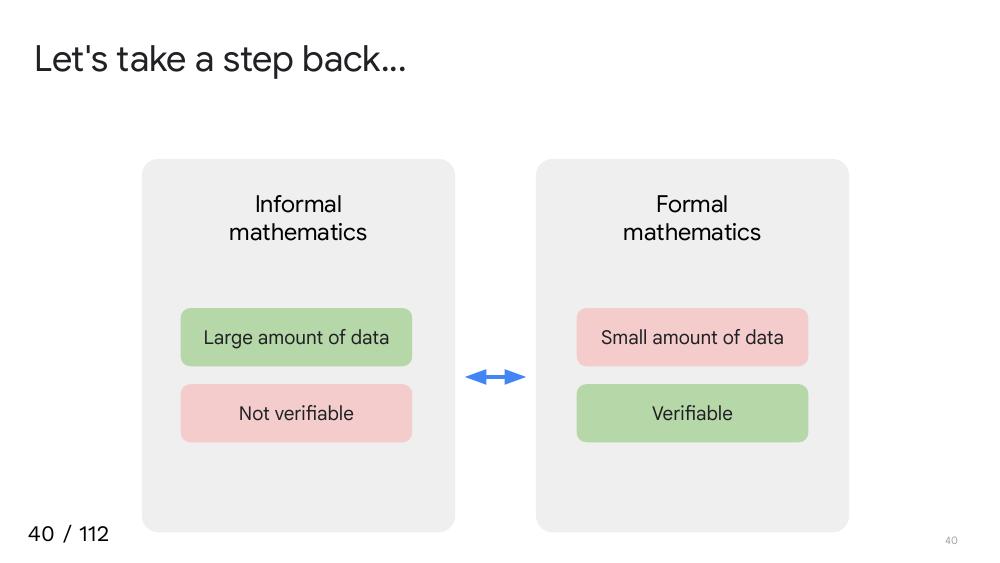 Let's take a step back...
Informal
mathematics
Large amount of data
Not verifiable
Formal
mathematics
Small amount of data
Verifiable
40 / 112
40